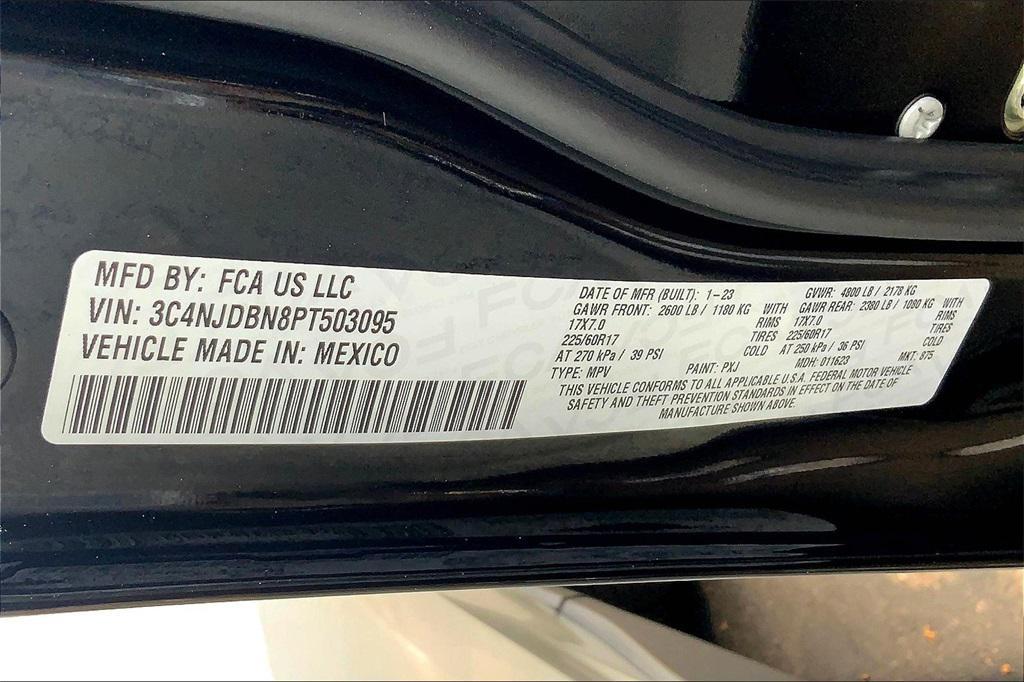 MFD BY: FCA US LLC
VIN: 3C4NJDBN8PT503095
VEHICLE MADE IN: MEXICO
DATE OF MFR (BUILT): 1-23 GVWR: 4800 LB / 2178 KG
GAWR FRONT: 2600 LB / 1180 KG WITH GAWR REAR: 2380 LB / 1080 KG WITH
17X7.0 RIMS 17X7.0 RIMS
225/60R17 TIRES 225/60R17 TIRES
AT 270 kPa / 39 PSI COLD AT 250 kPa / 36 PSI COLD
TYPE: MPV PAINT: PXJ MDH: 011623 MKT: 875
THIS VEHICLE CONFORMS TO ALL APPLICABLE U.S.A. FEDERAL MOTOR VEHICLE
SAFETY AND THEFT PREVENTION STANDARDS IN EFFECT ON THE DATE OF
MANUFACTURE SHOWN ABOVE.